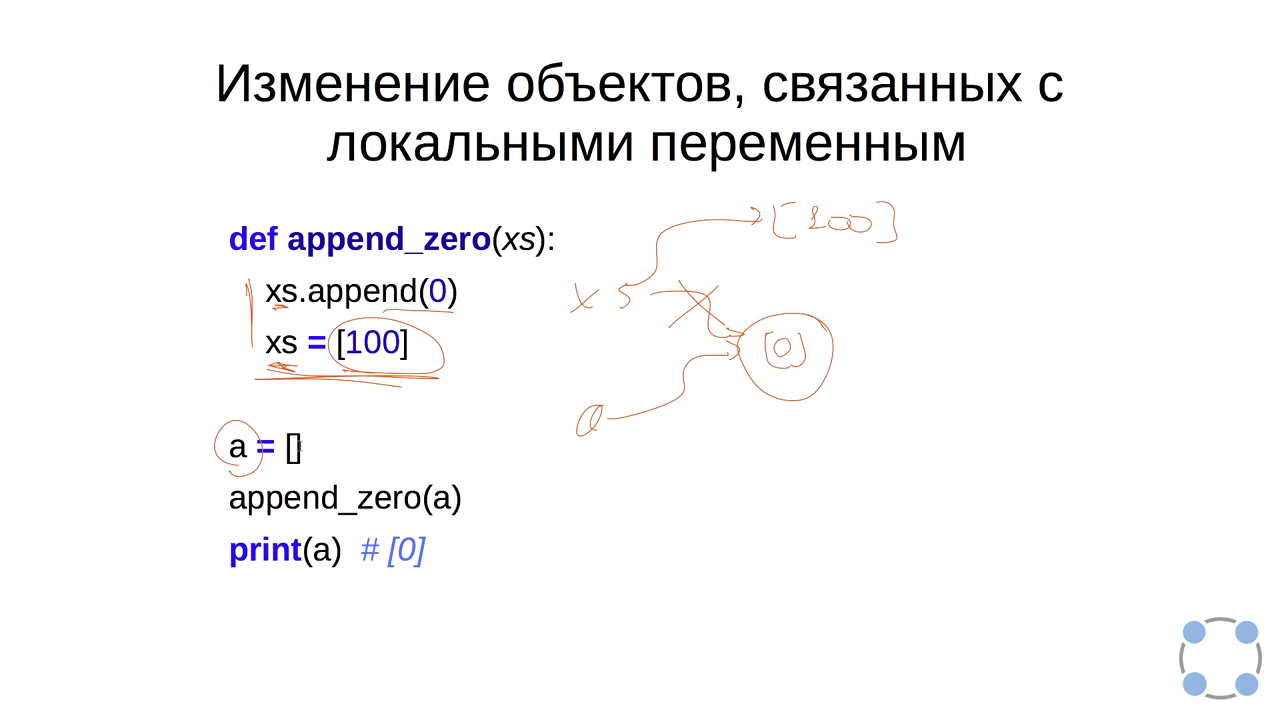 Изменение объектов, связанных с
локальными переменным
def append_zero(xs):
xs.append(0)
xs = [100]
a = []
append_zero(a)
print(a) # [0]
[100]
xs
[0]
a